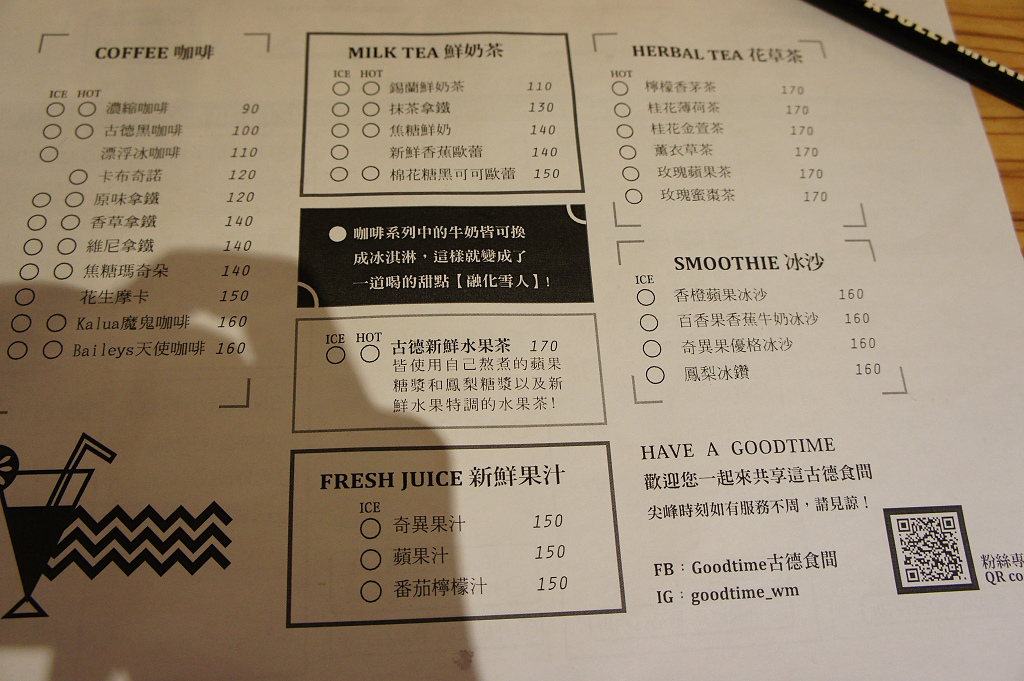 COFFEE 咖啡
ICE HOT
濃縮咖啡 90
古德黑咖啡 100
漂浮冰咖啡 110
卡布奇諾 120
原味拿鐵 120
香草拿鐵 140
維尼拿鐵 140
焦糖瑪奇朵 140
花生摩卡 150
Kalua魔鬼咖啡 160
Baileys天使咖啡 160
MILK TEA 鮮奶茶
ICE HOT
錫蘭鮮奶茶 110
抹茶拿鐵 130
焦糖鮮奶 140
新鮮香蕉歐蕾 140
棉花糖黑可可歐蕾 150
咖啡系列中的牛奶皆可換
成冰淇淋，這樣就變成了
一道喝的甜點【融化雪人】!
ICE HOT
古德新鮮水果茶 170
皆使用自己熬煮的蘋果
糖漿和鳳梨糖漿以及新
鮮水果特調的水果茶!
FRESH JUICE 新鮮果汁
ICE
奇異果汁 150
蘋果汁 150
番茄檸檬汁 150
HERBAL TEA 花草茶
HOT
檸檬香茅茶 170
桂花薄荷茶 170
桂花金萱茶 170
薰衣草茶 170
玫瑰蘋果茶 170
玫瑰蜜棗茶 170
SMOOTHIE 冰沙
ICE
香橙蘋果冰沙 160
百香果香蕉牛奶冰沙 160
奇異果優格冰沙 160
鳳梨冰鑽 160
HAVE A GOODTIME
歡迎您一起來共享這古德食間
尖峰時刻如有服務不周，請見諒！
FB：Goodtime古德食間
IG：goodtime_wm
粉絲專
QR co
A JOLLY